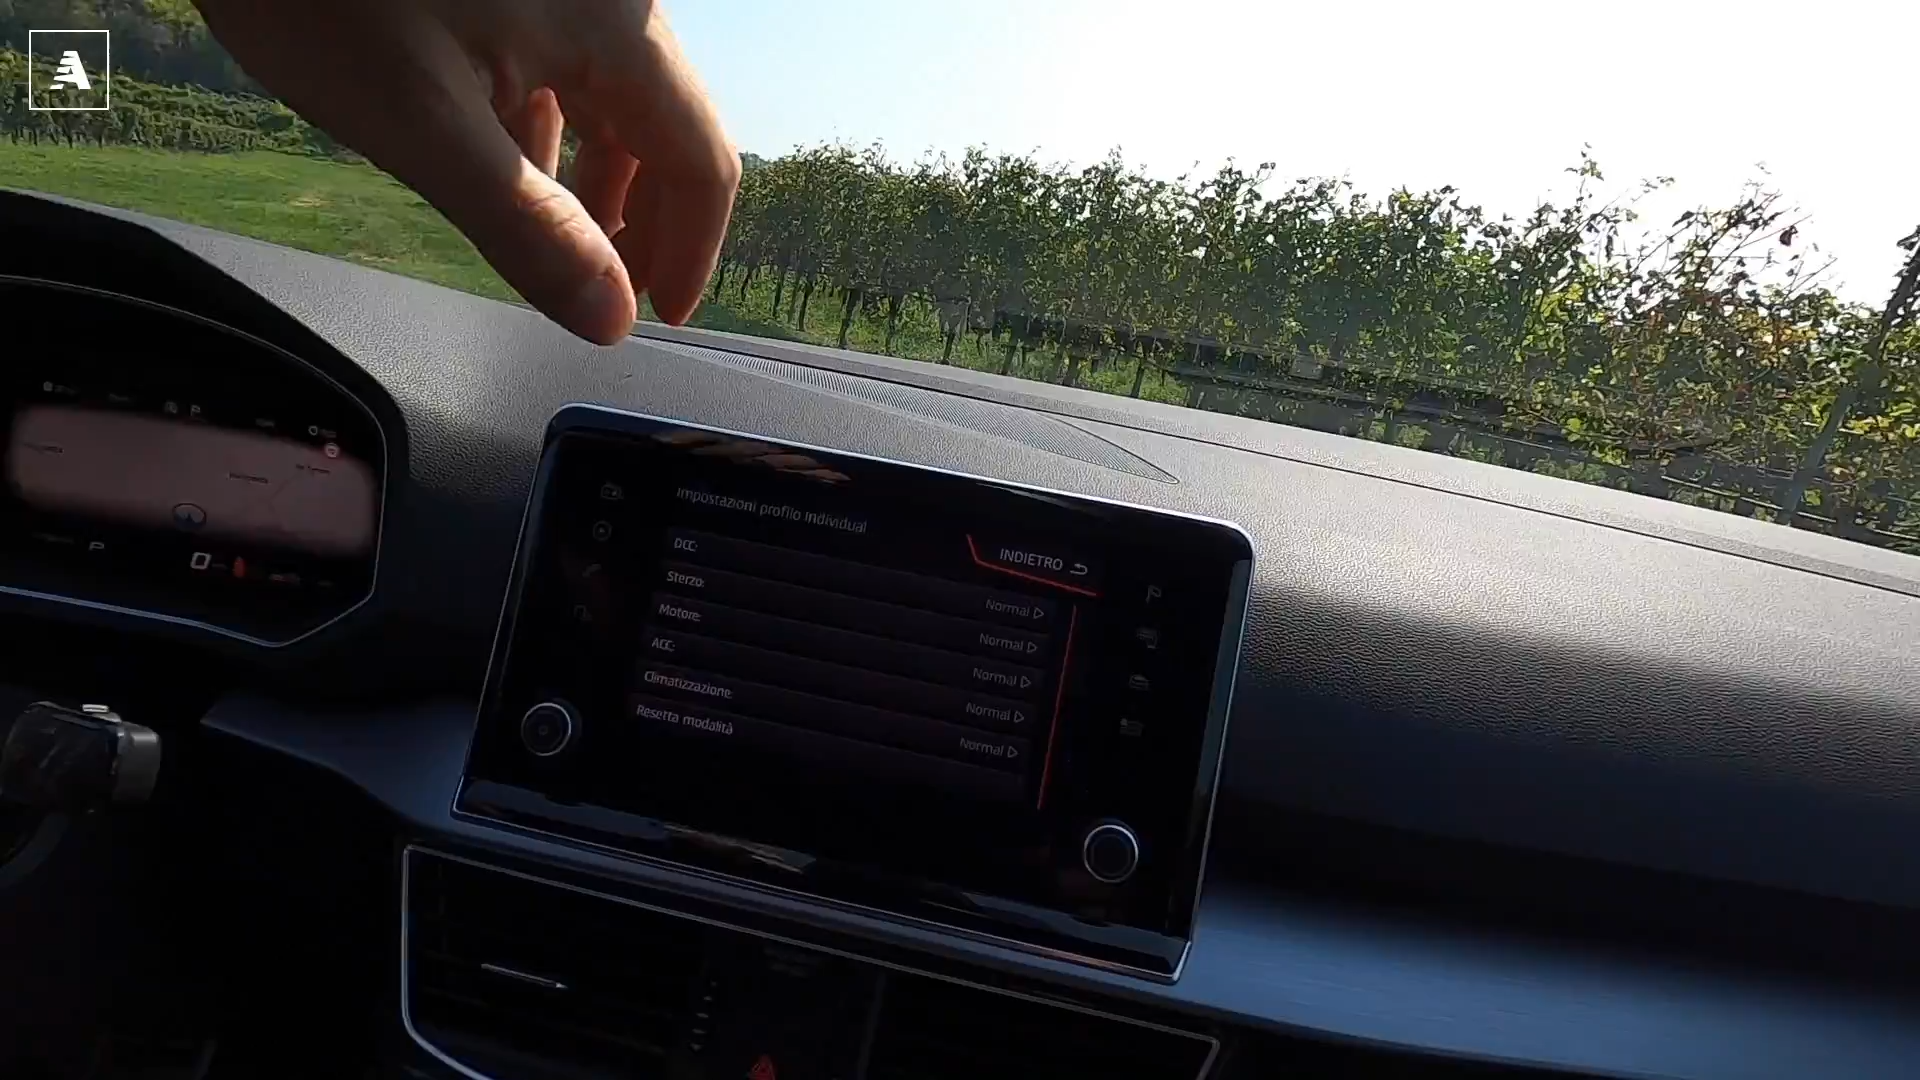 A
Impostazioni profilo Individual
INDIETRO
DCC: Normal
Sterzo: Normal
Motore: Normal
ACC: Normal
Climatizzazione: Normal
Resetta modalità
P
P